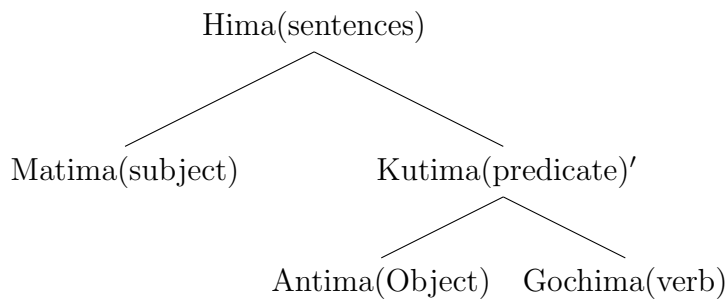 Hima(sentences)
Matima(subject) Kutima(predicate)′
Antima(Object) Gochima(verb)